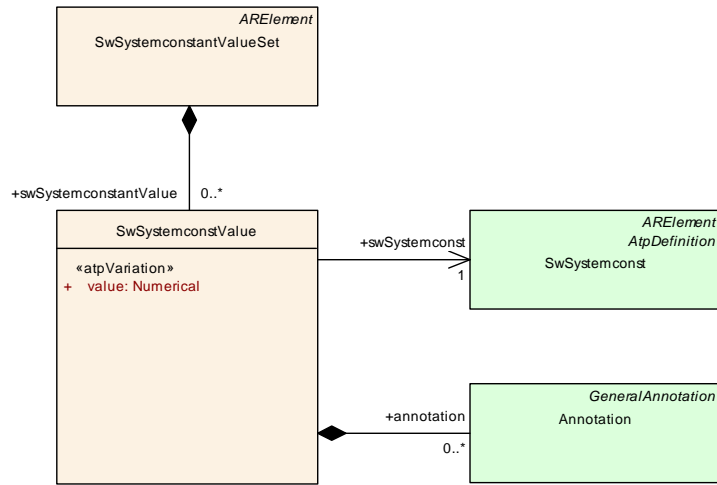 ARElement
SwSystemconstantValueSet
+swSystemconstantValue 0..*
SwSystemconstValue
«atpVariation»
+ value: Numerical
+swSystemconst
1
ARElement
AtpDefinition
SwSystemconst
+annotation
0..*
GeneralAnnotation
Annotation